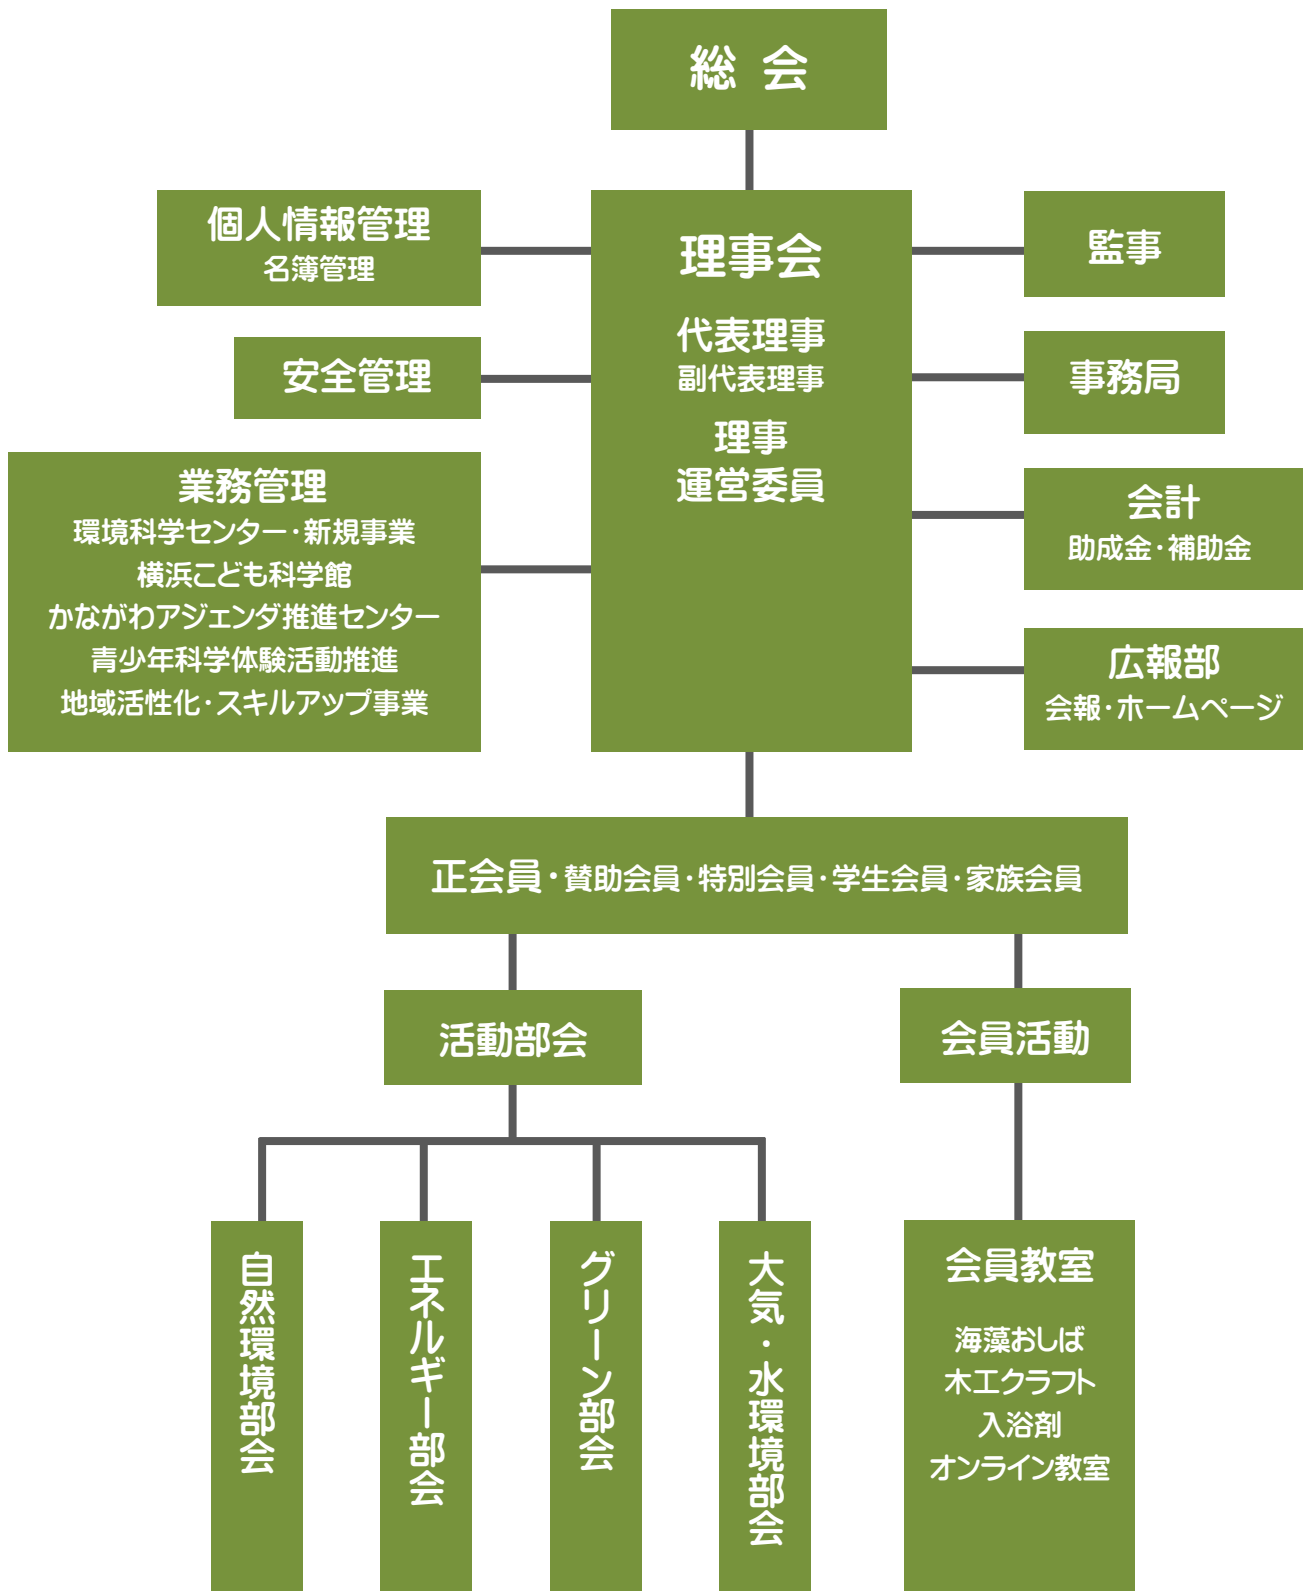 総 会
個人情報管理
名簿管理
安全管理
業務管理
環境科学センター・新規事業
横浜こども科学館
かながわアジェンダ推進センター
青少年科学体験活動推進
地域活性化・スキルアップ事業
理事会
代表理事
副代表理事
理事
運営委員
監事
事務局
会計
助成金・補助金
広報部
会報・ホームページ
正会員・賛助会員・特別会員・学生会員・家族会員
活動部会
会員活動
自然環境部会
エネルギー部会
グリーン部会
大気・水環境部会
会員教室
海藻おしば
木工クラフト
入浴剤
オンライン教室